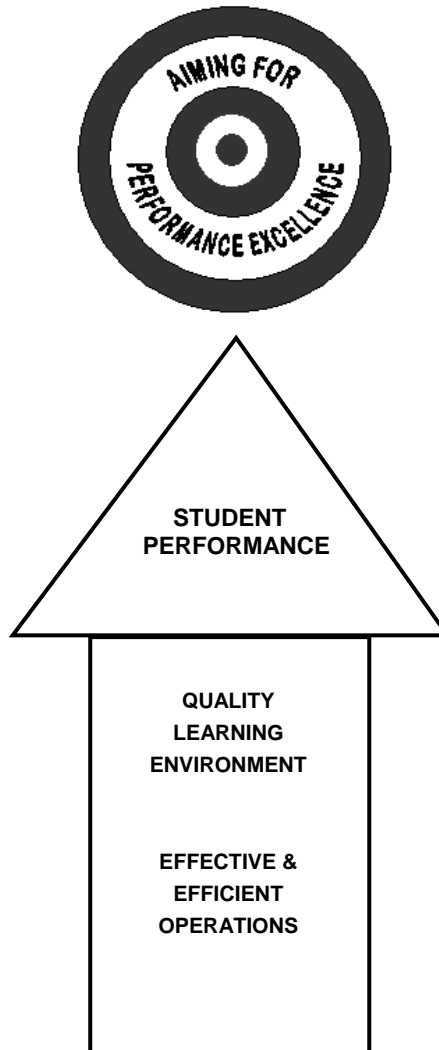 AIMING FOR
PERFORMANCE EXCELLENCE
STUDENT
PERFORMANCE
QUALITY
LEARNING
ENVIRONMENT
EFFECTIVE &
EFFICIENT
OPERATIONS